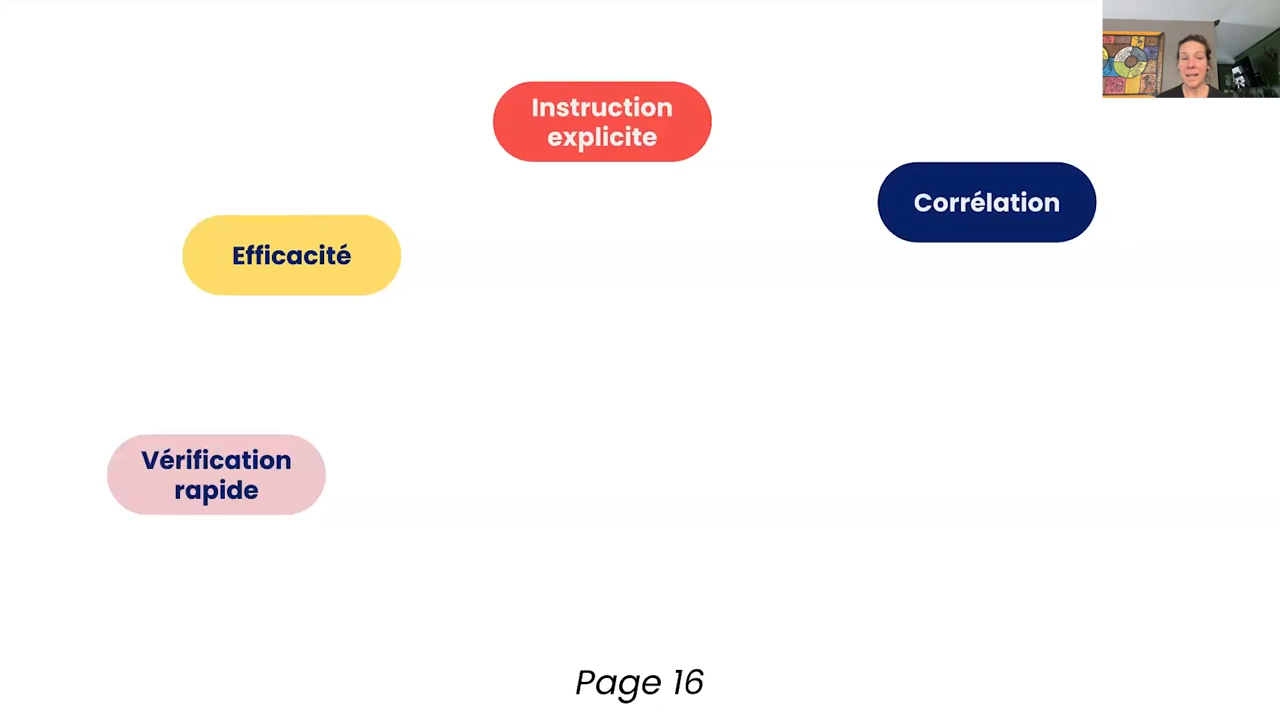 Instruction
explicite
Corrélation
Efficacité
Vérification
rapide
Page 16